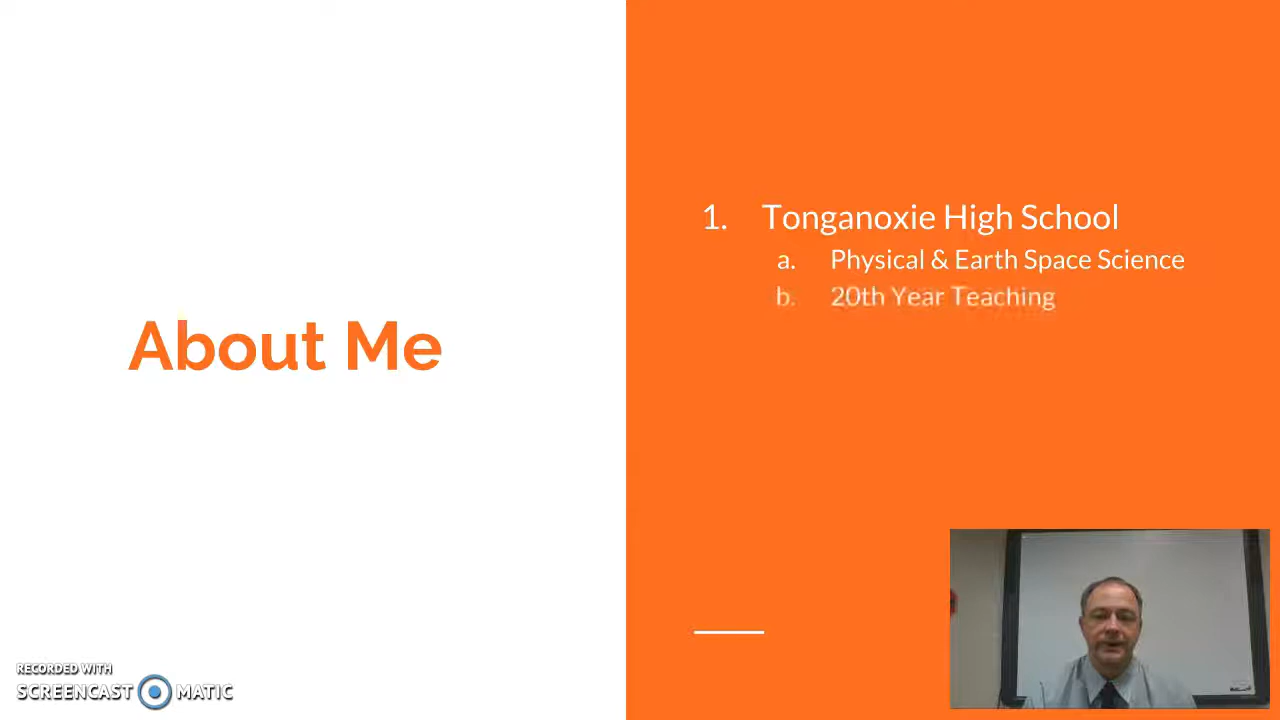 1. Tonganoxie High School
a. Physical & Earth Space Science
b. 20th Year Teaching
About Me
RECORDED WITH
SCREENCAST MATIC